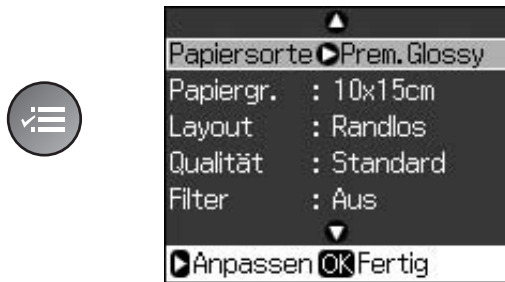 Papiersorte Prem.Glossy
Papiergr. : 10x15cm
Layout : Randlos
Qualität : Standard
Filter : Aus
Anpassen OK Fertig